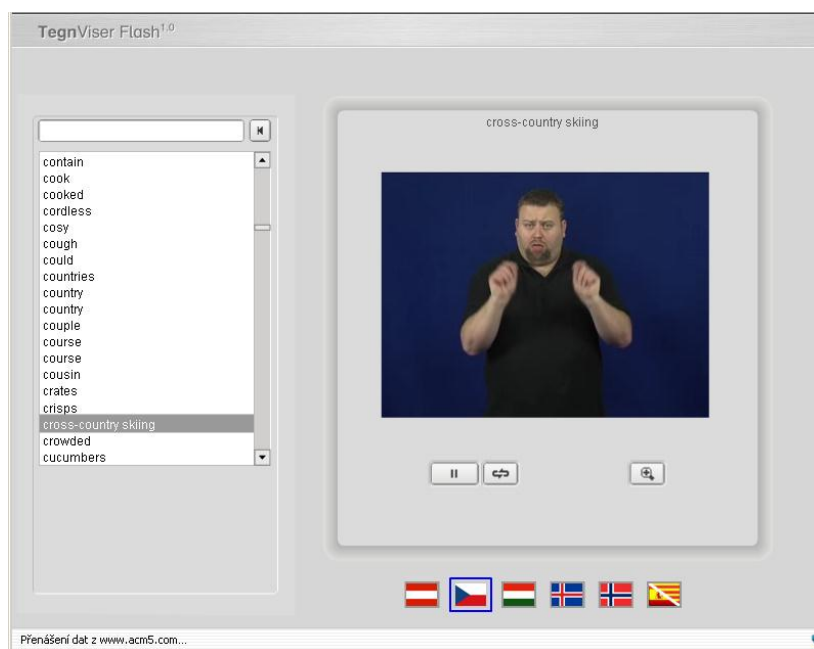 TegnViser Flash1.0
contain
cook
cooked
cordless
cosy
cough
could
countries
country
country
couple
course
course
cousin
crates
crisps
cross-country skiing
crowded
cucumbers
cross-country skiing
Přenášení dat z www.acm5.com...